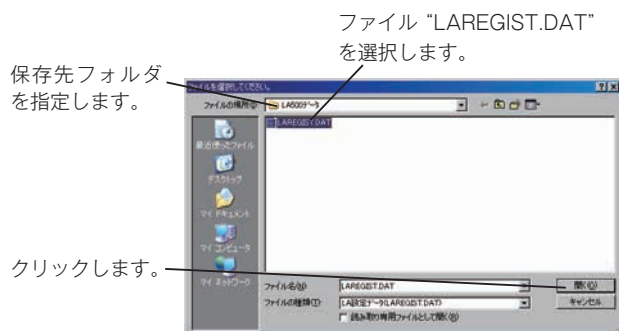 ファイル “LAREGIST.DAT”
を選択します。
保存先フォルダ
を指定します。
ファイルを選択してください。
ファイルの場所(I):
LA600データ
LAREGIST.DAT
最近使ったファイル
デスクトップ
マイ ドキュメント
マイ コンピュータ
マイ ネットワーク
クリックします。
ファイル名(N):
LAREGIST.DAT
開く(O)
ファイルの種類(T):
LA設定データ(LAREGIST.DAT)
キャンセル
読み取り専用ファイルとして開く(R)